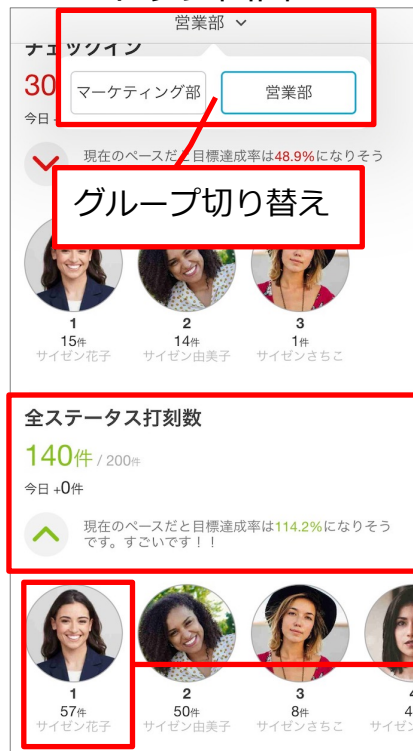 営業部
チェックイン
マーケティング部 営業部
30
今日
現在のペースだと目標達成率は48.9%になりそう
グループ切り替え
1 2 3
15件 14件 1件
サイゼン花子 サイゼン由美子 サイゼンさちこ
全ステータス打刻数
140件 / 200件
今日 +0件
現在のペースだと目標達成率は114.2%になりそう
です。すごいです！！
1 2 3 4
57件 50件 8件 4
サイゼン花子 サイゼン由美子 サイゼンさちこ サイゼン